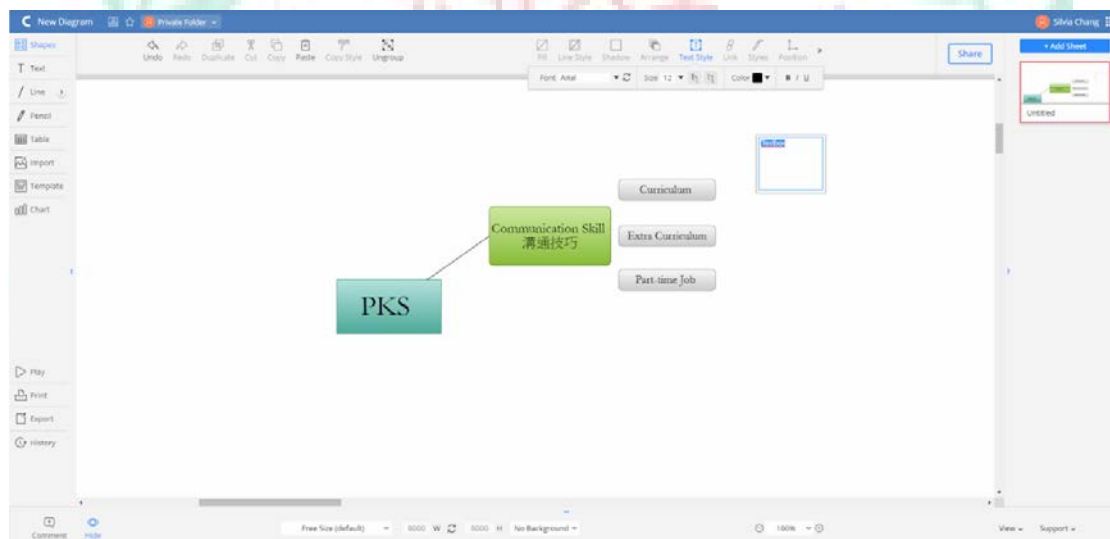 New Diagram
Private Folder
Silvia Chang
Shapes
Text
Line
Pencil
Table
Import
Template
Chart
Play
Print
Export
History
Undo Redo Duplicate Cut Copy Paste Copy Style Ungroup
Fill Line Style Shadow Arrange Text Style Link Styles Position
Share
+ Add Sheet
Font Arial Size 12 Color B I U
Untitled
Textbox
Curriculum
Communication Skill
溝通技巧
Extra Curriculum
Part-time Job
PKS
Comment
Hide
Free Size (default) 8000 W 8000 H No Background
100%
View Support